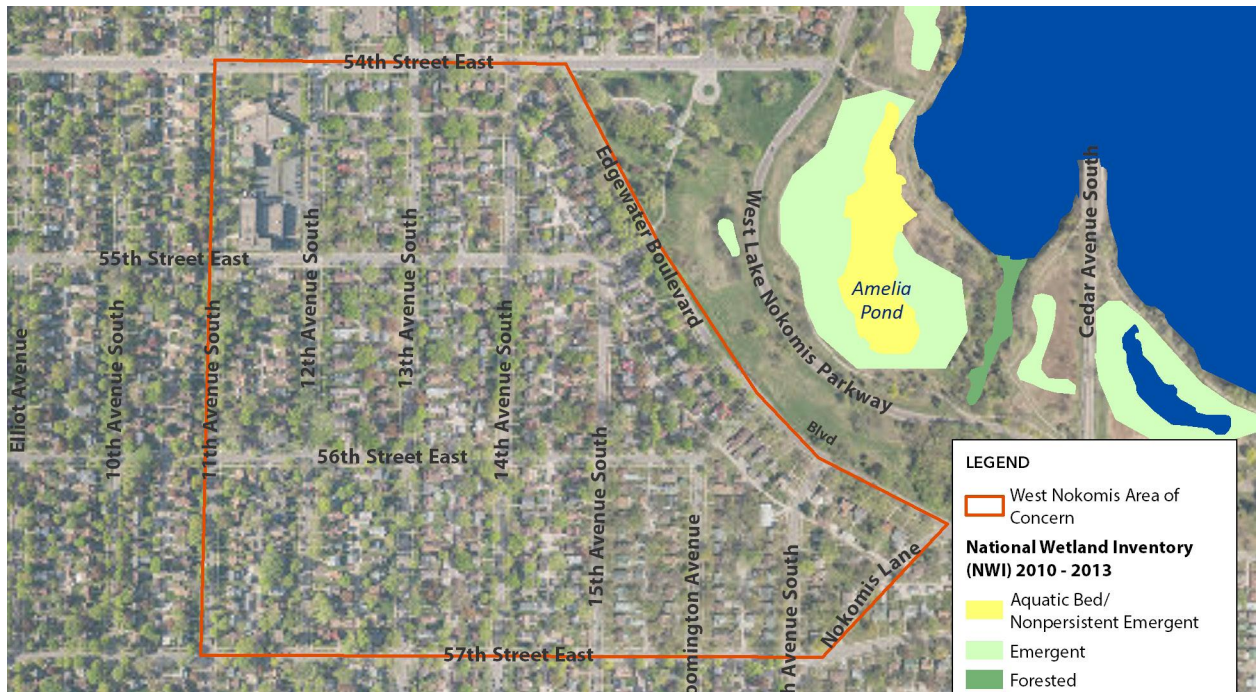 54th Street East
Edgewater Boulevard
West Lake Nokomis Parkway
Cedar Avenue South
55th Street East
12th Avenue South
13th Avenue South
Amelia
Pond
Elliot Avenue
10th Avenue South
11th Avenue South
14th Avenue South
Blvd
56th Street East
15th Avenue South
oomington Avenue
h Avenue South
Nokomis Lane
57th Street East
LEGEND
West Nokomis Area of
Concern
National Wetland Inventory
(NWI) 2010 - 2013
Aquatic Bed/
Nonpersistent Emergent
Emergent
Forested